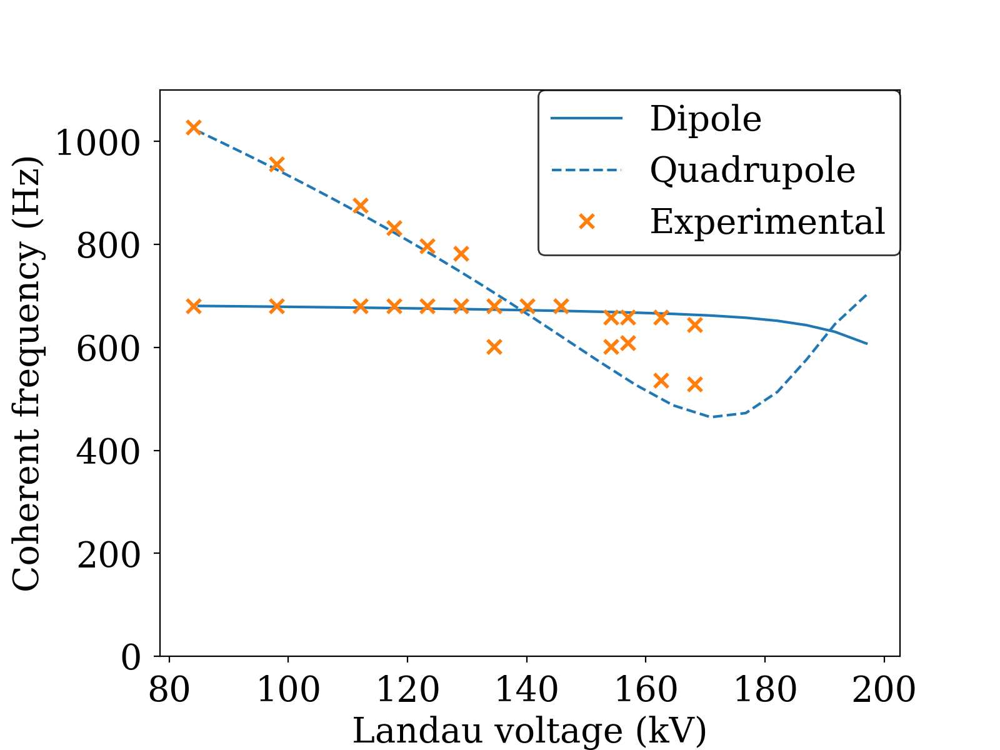 Dipole
Quadrupole
Experimental
1000
800
600
400
200
0
Coherent frequency (Hz)
80 100 120 140 160 180 200
Landau voltage (kV)